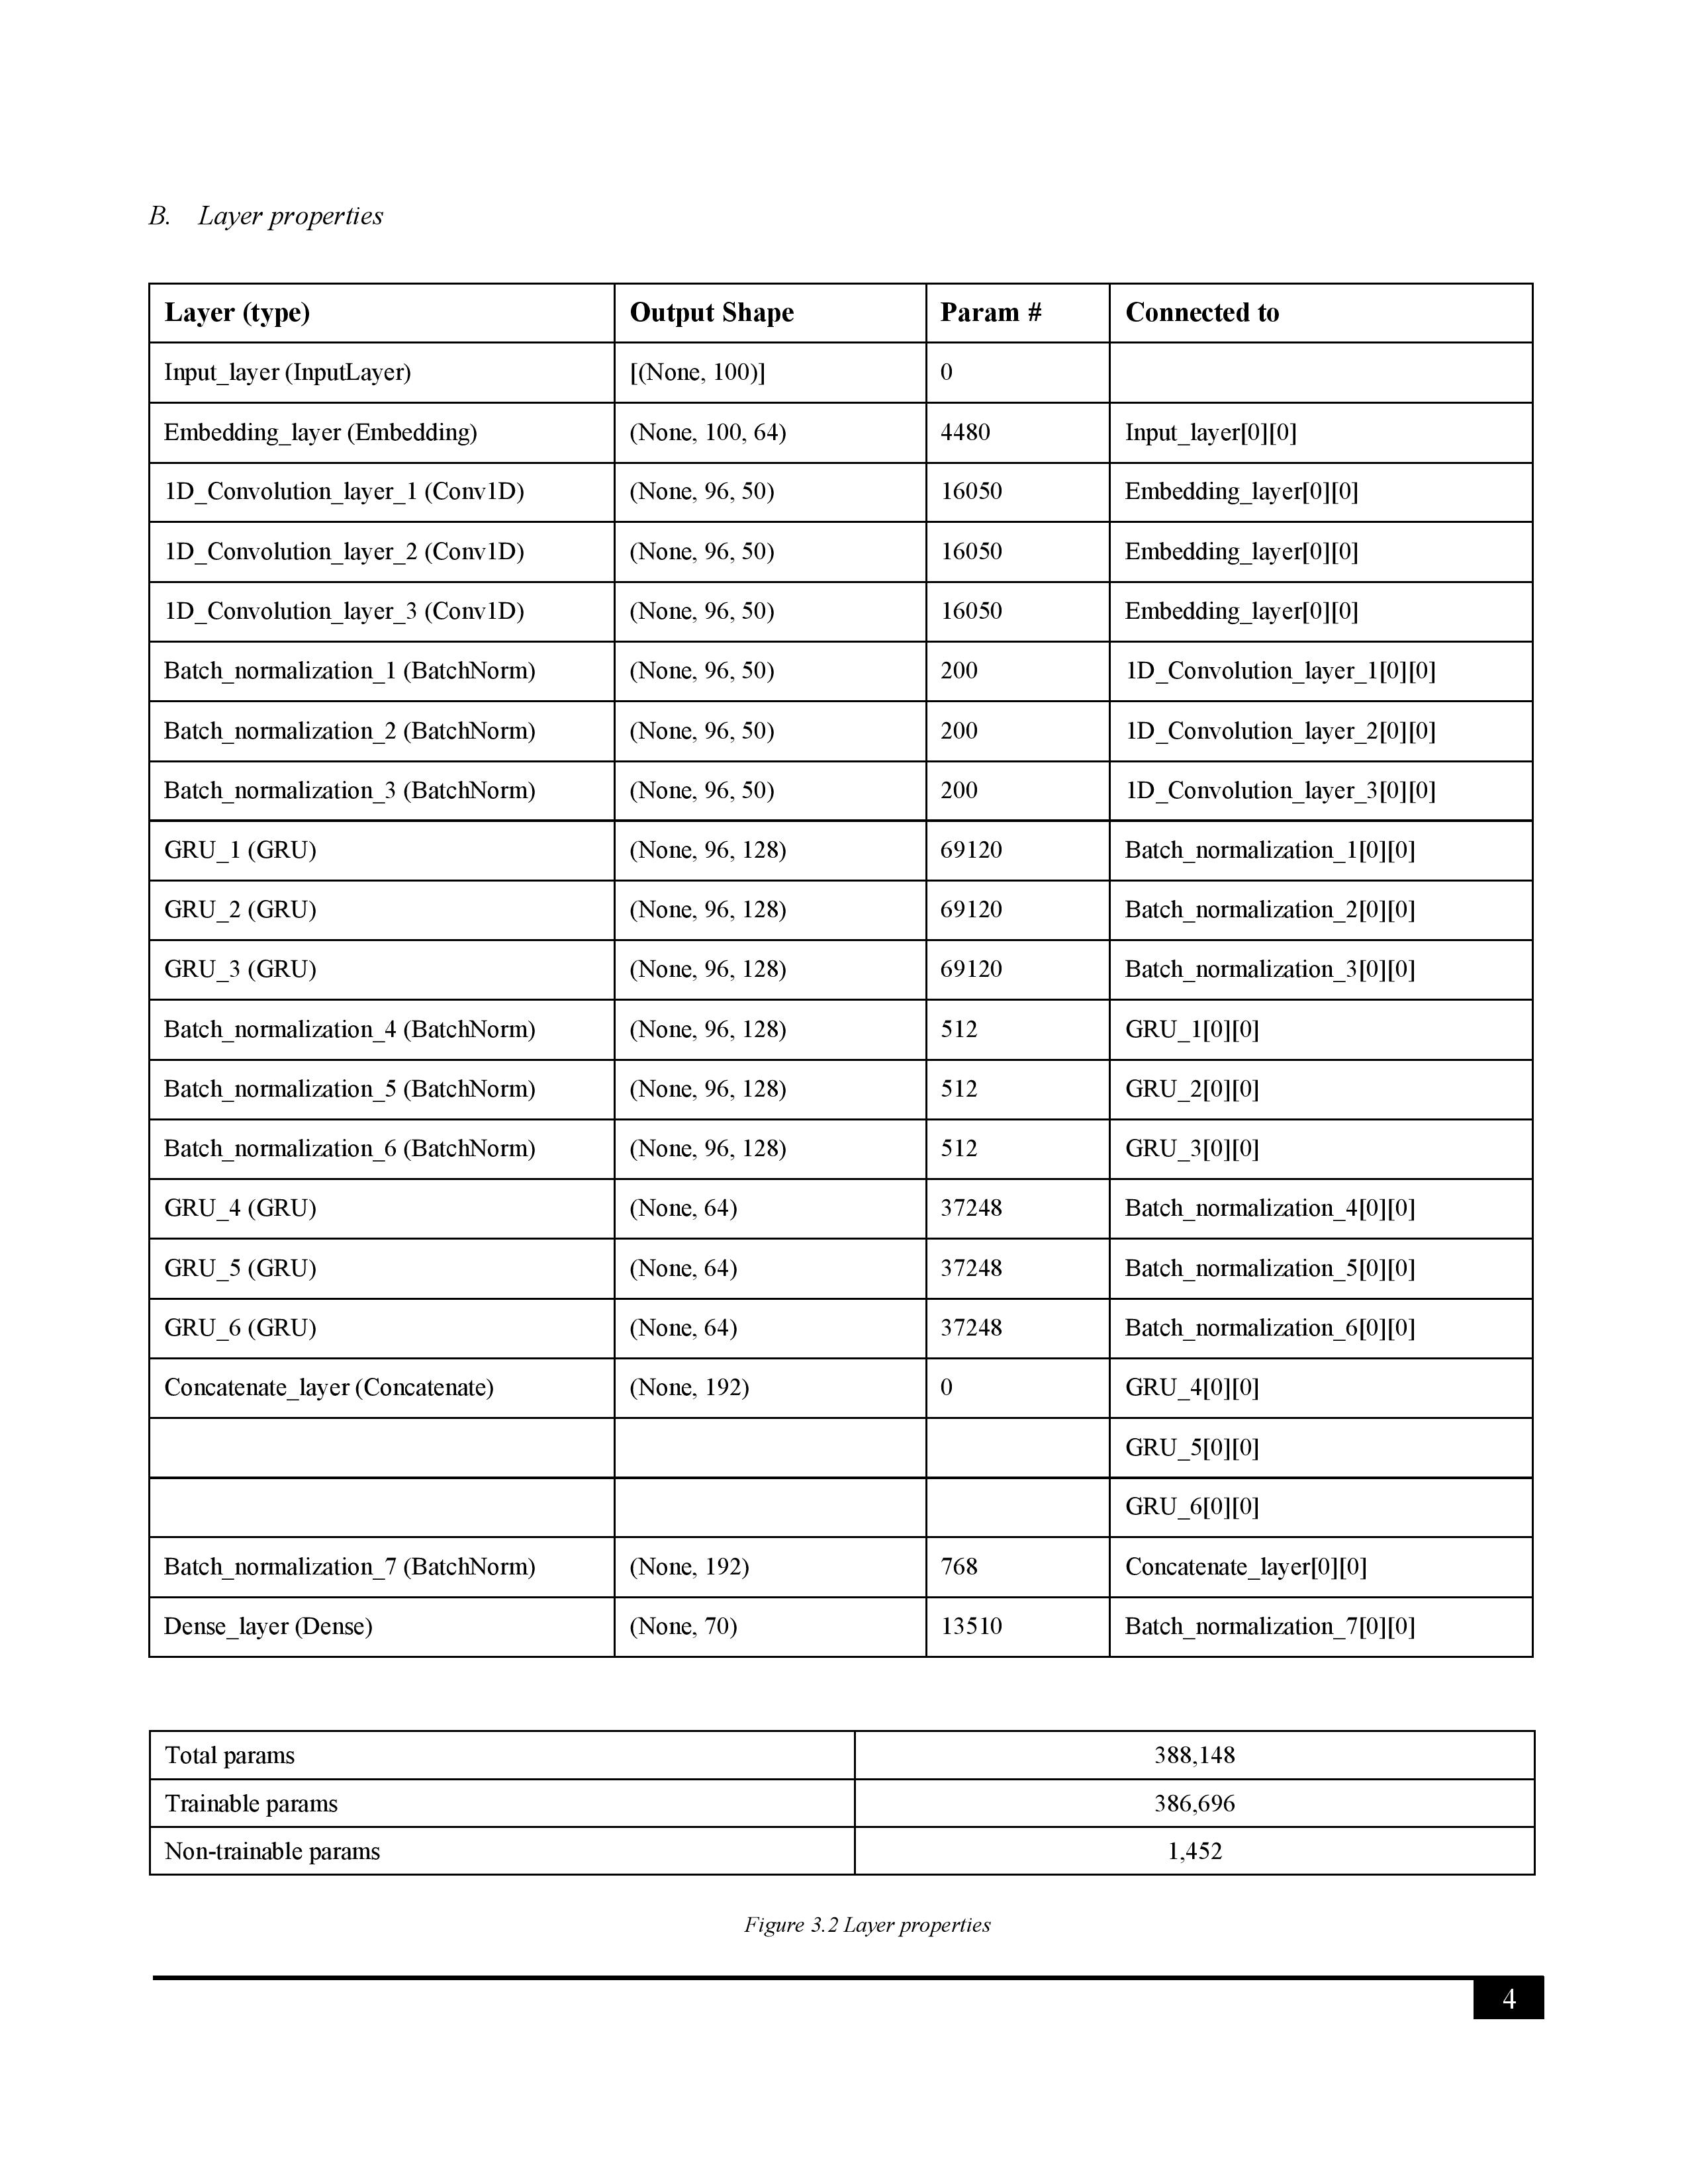 B. Layer properties
Layer (type) Output Shape Param # Connected to
Input_layer (InputLayer) [(None, 100)] 0
Embedding_layer (Embedding) (None, 100, 64) 4480 Input_layer[0][0]
1D_Convolution_layer_1 (Conv1D) (None, 96, 50) 16050 Embedding_layer[0][0]
1D_Convolution_layer_2 (Conv1D) (None, 96, 50) 16050 Embedding_layer[0][0]
1D_Convolution_layer_3 (Conv1D) (None, 96, 50) 16050 Embedding_layer[0][0]
Batch_normalization_1 (BatchNorm) (None, 96, 50) 200 1D_Convolution_layer_1[0][0]
Batch_normalization_2 (BatchNorm) (None, 96, 50) 200 1D_Convolution_layer_2[0][0]
Batch_normalization_3 (BatchNorm) (None, 96, 50) 200 1D_Convolution_layer_3[0][0]
GRU_1 (GRU) (None, 96, 128) 69120 Batch_normalization_1[0][0]
GRU_2 (GRU) (None, 96, 128) 69120 Batch_normalization_2[0][0]
GRU_3 (GRU) (None, 96, 128) 69120 Batch_normalization_3[0][0]
Batch_normalization_4 (BatchNorm) (None, 96, 128) 512 GRU_1[0][0]
Batch_normalization_5 (BatchNorm) (None, 96, 128) 512 GRU_2[0][0]
Batch_normalization_6 (BatchNorm) (None, 96, 128) 512 GRU_3[0][0]
GRU_4 (GRU) (None, 64) 37248 Batch_normalization_4[0][0]
GRU_5 (GRU) (None, 64) 37248 Batch_normalization_5[0][0]
GRU_6 (GRU) (None, 64) 37248 Batch_normalization_6[0][0]
Concatenate_layer (Concatenate) (None, 192) 0 GRU_4[0][0]
GRU_5[0][0]
GRU_6[0][0]
Batch_normalization_7 (BatchNorm) (None, 192) 768 Concatenate_layer[0][0]
Dense_layer (Dense) (None, 70) 13510 Batch_normalization_7[0][0]
Total params 388,148
Trainable params 386,696
Non-trainable params 1,452
Figure 3.2 Layer properties
4